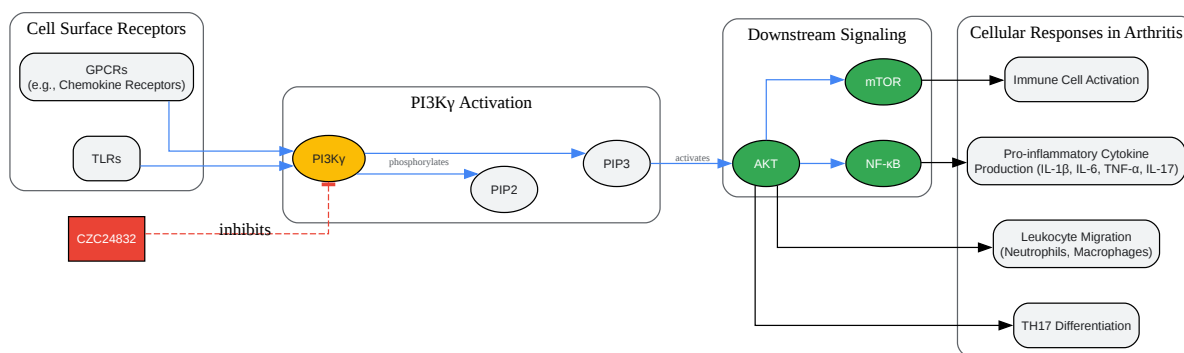 Cell Surface Receptors
GPCRs
(e.g., Chemokine Receptors)
TLRs
CZC24832
inhibits
PI3Kγ Activation
PI3Kγ
phosphorylates
PIP2
PIP3
activates
Downstream Signaling
AKT
mTOR
NF-κB
Cellular Responses in Arthritis
Immune Cell Activation
Pro-inflammatory Cytokine
Production (IL-1β, IL-6, TNF-α, IL-17)
Leukocyte Migration
(Neutrophils, Macrophages)
TH17 Differentiation